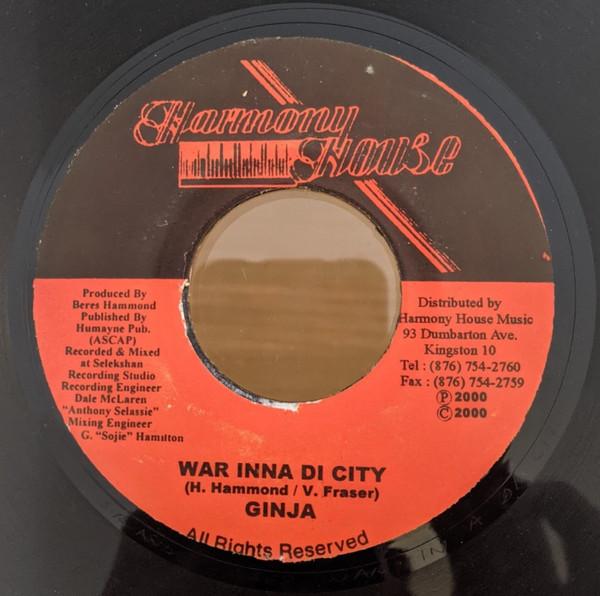 Harmony
House
Produced By
Beres Hammond
Published By
Humayne Pub.
(ASCAP)
Recorded & Mixed
at Selekshan
Recording Studio
Recording Engineer
Dale McLaren
"Anthony Selassie"
Mixing Engineer
G. "Sojie" Hamilton
Distributed by
Harmony House Music
93 Dumbarton Ave.
Kingston 10
Tel : (876) 754-2760
Fax : (876) 754-2759
Ⓟ 2000
© 2000
WAR INNA DI CITY
(H. Hammond / V. Fraser)
GINJA
All Rights Reserved